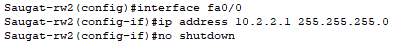 Saugat-rw2(config)#interface fa0/0
Saugat-rw2(config-if)#ip address 10.2.2.1 255.255.255.0
Saugat-rw2(config-if)#no shutdown